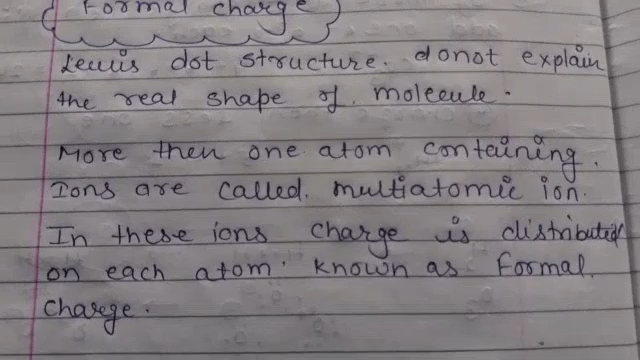 Formal charge
Lewis dot structure. donot explain
the real shape of. molecule.
More then one atom containing.
Ions are called. multiatomic ion.
In these ions charge is distributed
on each atom. known as Formal.
charge.